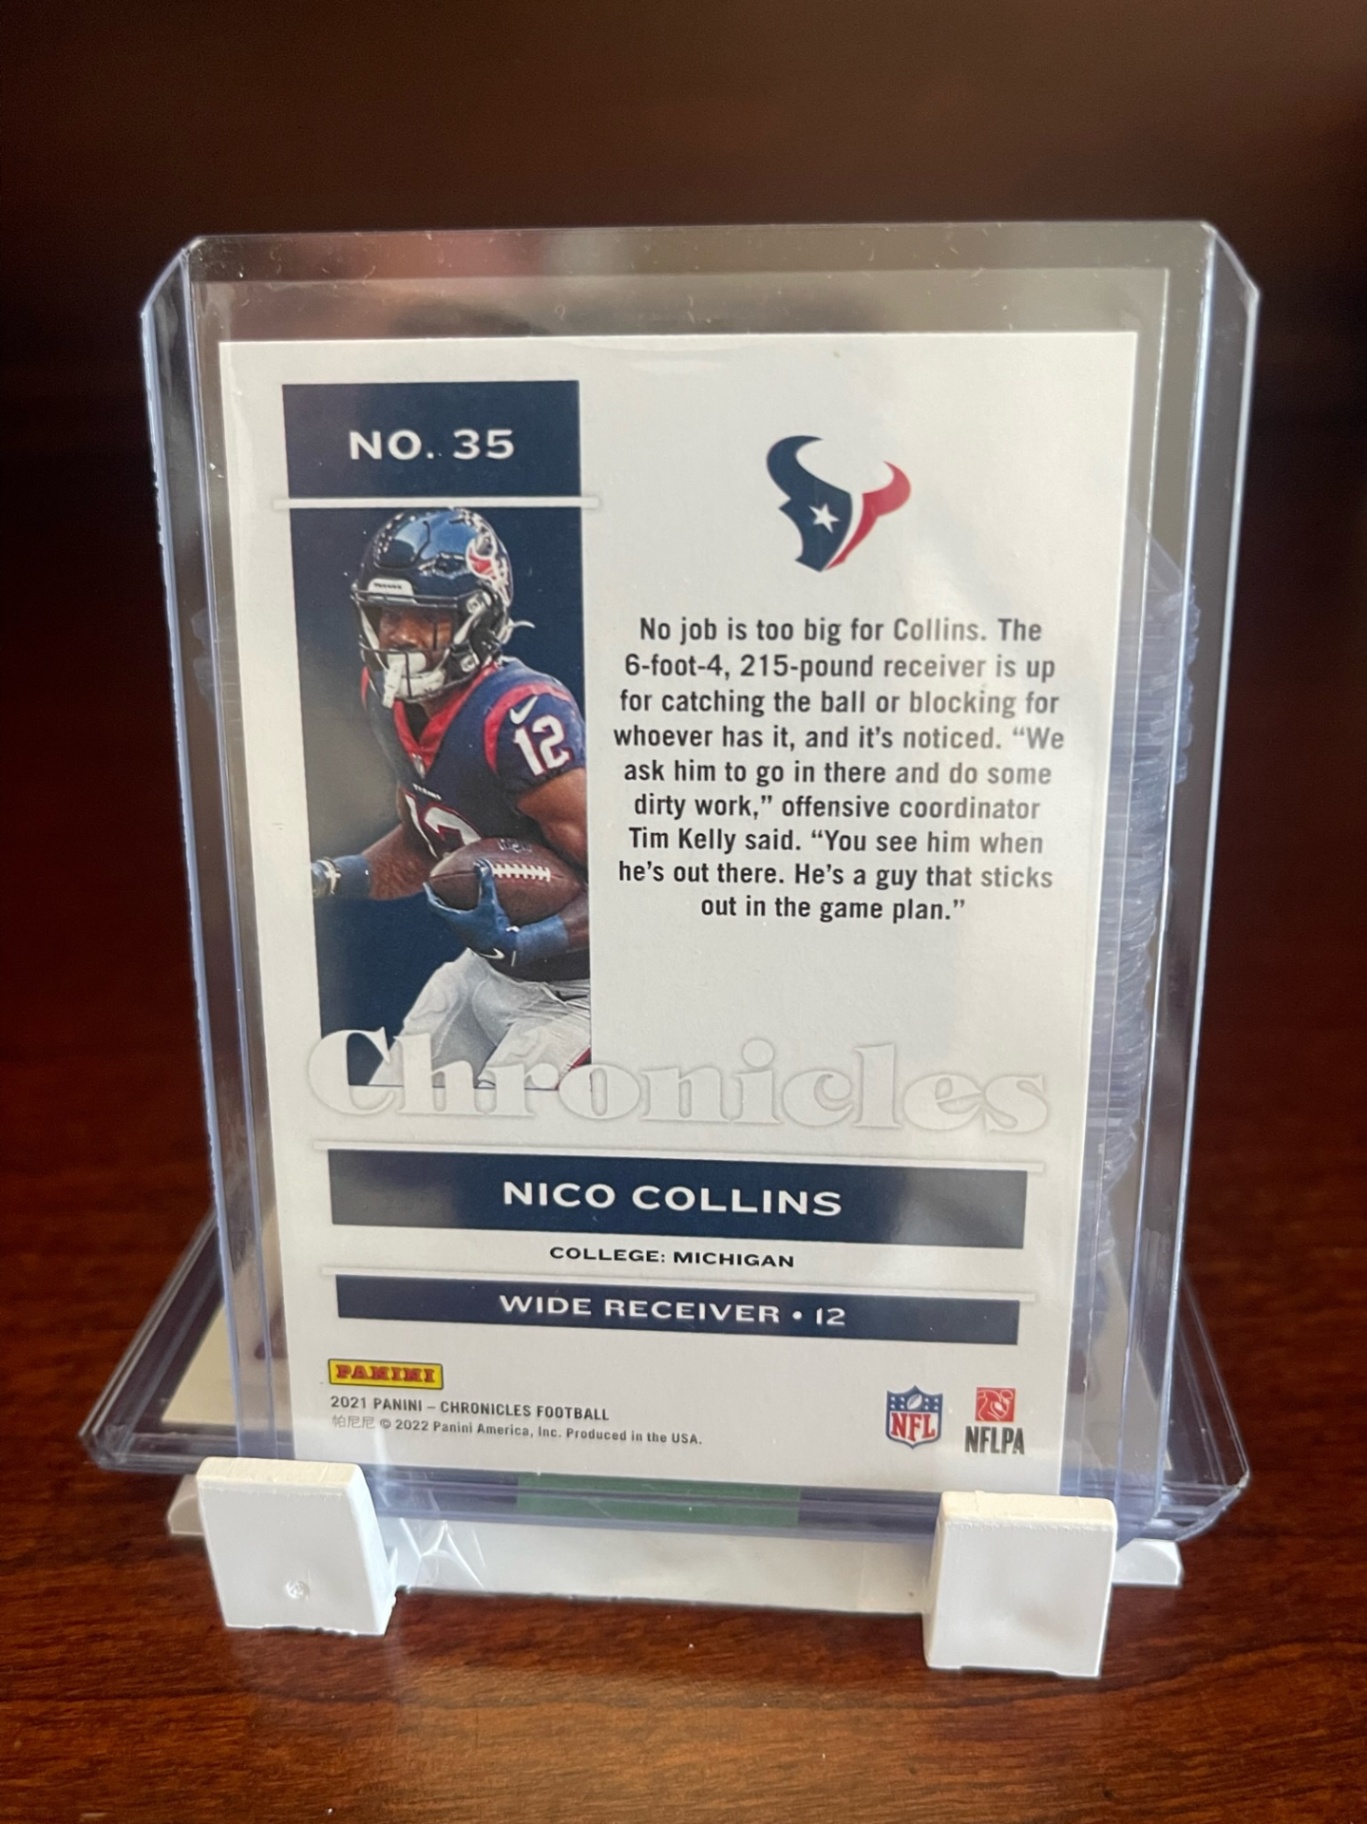 NO. 35
12
No job is too big for Collins. The
6-foot-4, 215-pound receiver is up
for catching the ball or blocking for
whoever has it, and it's noticed. “We
ask him to go in there and do some
dirty work,” offensive coordinator
Tim Kelly said. “You see him when
he's out there. He's a guy that sticks
out in the game plan.”
Chronicles
NICO COLLINS
COLLEGE: MICHIGAN
WIDE RECEIVER • 12
PANINI
2021 PANINI – CHRONICLES FOOTBALL
帕尼尼 © 2022 Panini America, Inc. Produced in the USA.
NFL
NFLPA